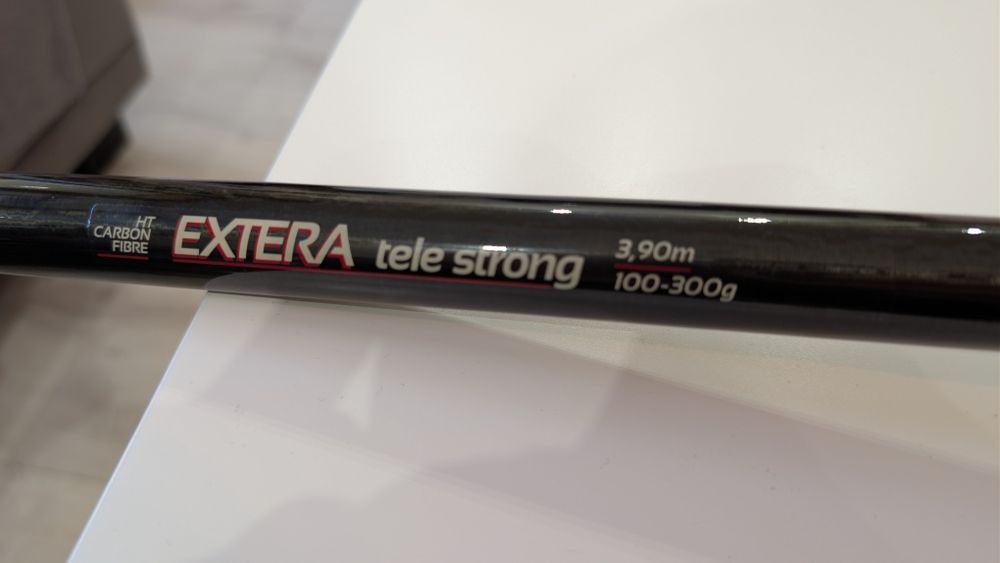 HT
CARBON
FIBRE
EXTERA tele strong
3,90m
100-300g